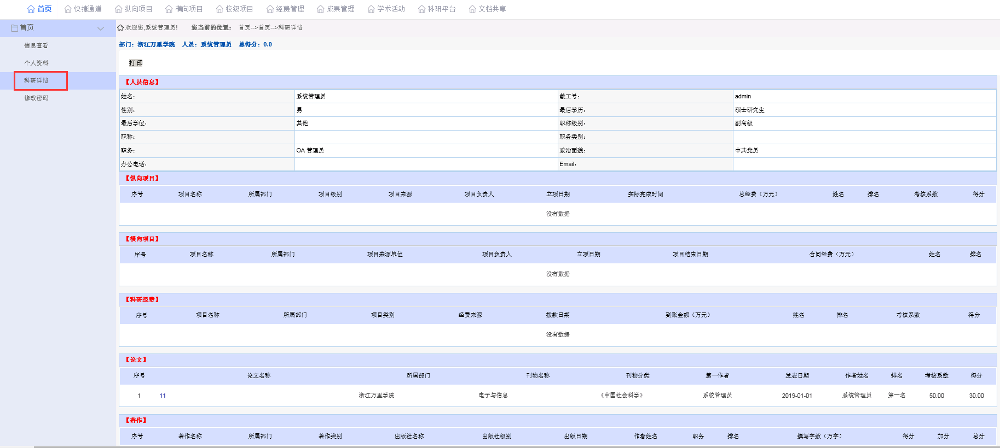 首页 快捷通道 纵向项目 横向项目 校级项目 经费管理 成果管理 学术活动 科研平台 文档共享
首页
信息查看
个人资料
科研详情
修改密码
欢迎您,系统管理员! 您当前的位置： 首页-->首页-->科研详情
部门：浙江万里学院 人员：系统管理员 总得分：0.0
打印
【人员信息】
姓名： 系统管理员 教工号： admin
性别： 男 最后学历： 硕士研究生
最后学位： 其他 职称级别： 副高级
职称： 职务类别：
职务： OA 管理员 政治面貌： 中共党员
办公电话： Email：
【纵向项目】
序号 项目名称 所属部门 项目级别 项目来源 项目负责人 立项日期 实际完成时间 总经费（万元） 姓名 排名 考核系数 得分
没有数据
【横向项目】
序号 项目名称 所属部门 项目来源单位 项目负责人 立项日期 项目结束日期 合同经费（万元） 姓名 排名
没有数据
【科研经费】
序号 项目名称 所属部门 项目类别 经费来源 拨款日期 到账金额（万元） 姓名 排名 考核系数 得分
没有数据
【论文】
序号 论文名称 所属部门 刊物名称 刊物分类 第一作者 发表日期 作者姓名 排名 考核系数 得分
1 11 浙江万里学院 电子与信息 《中国社会科学》 系统管理员 2019-01-01 系统管理员 第一名 50.00 30.00
【著作】
序号 著作名称 所属部门 著作类别 出版社名称 出版社级别 出版日期 作者姓名 职务 排名 撰写字数（万字） 得分 加分 总分